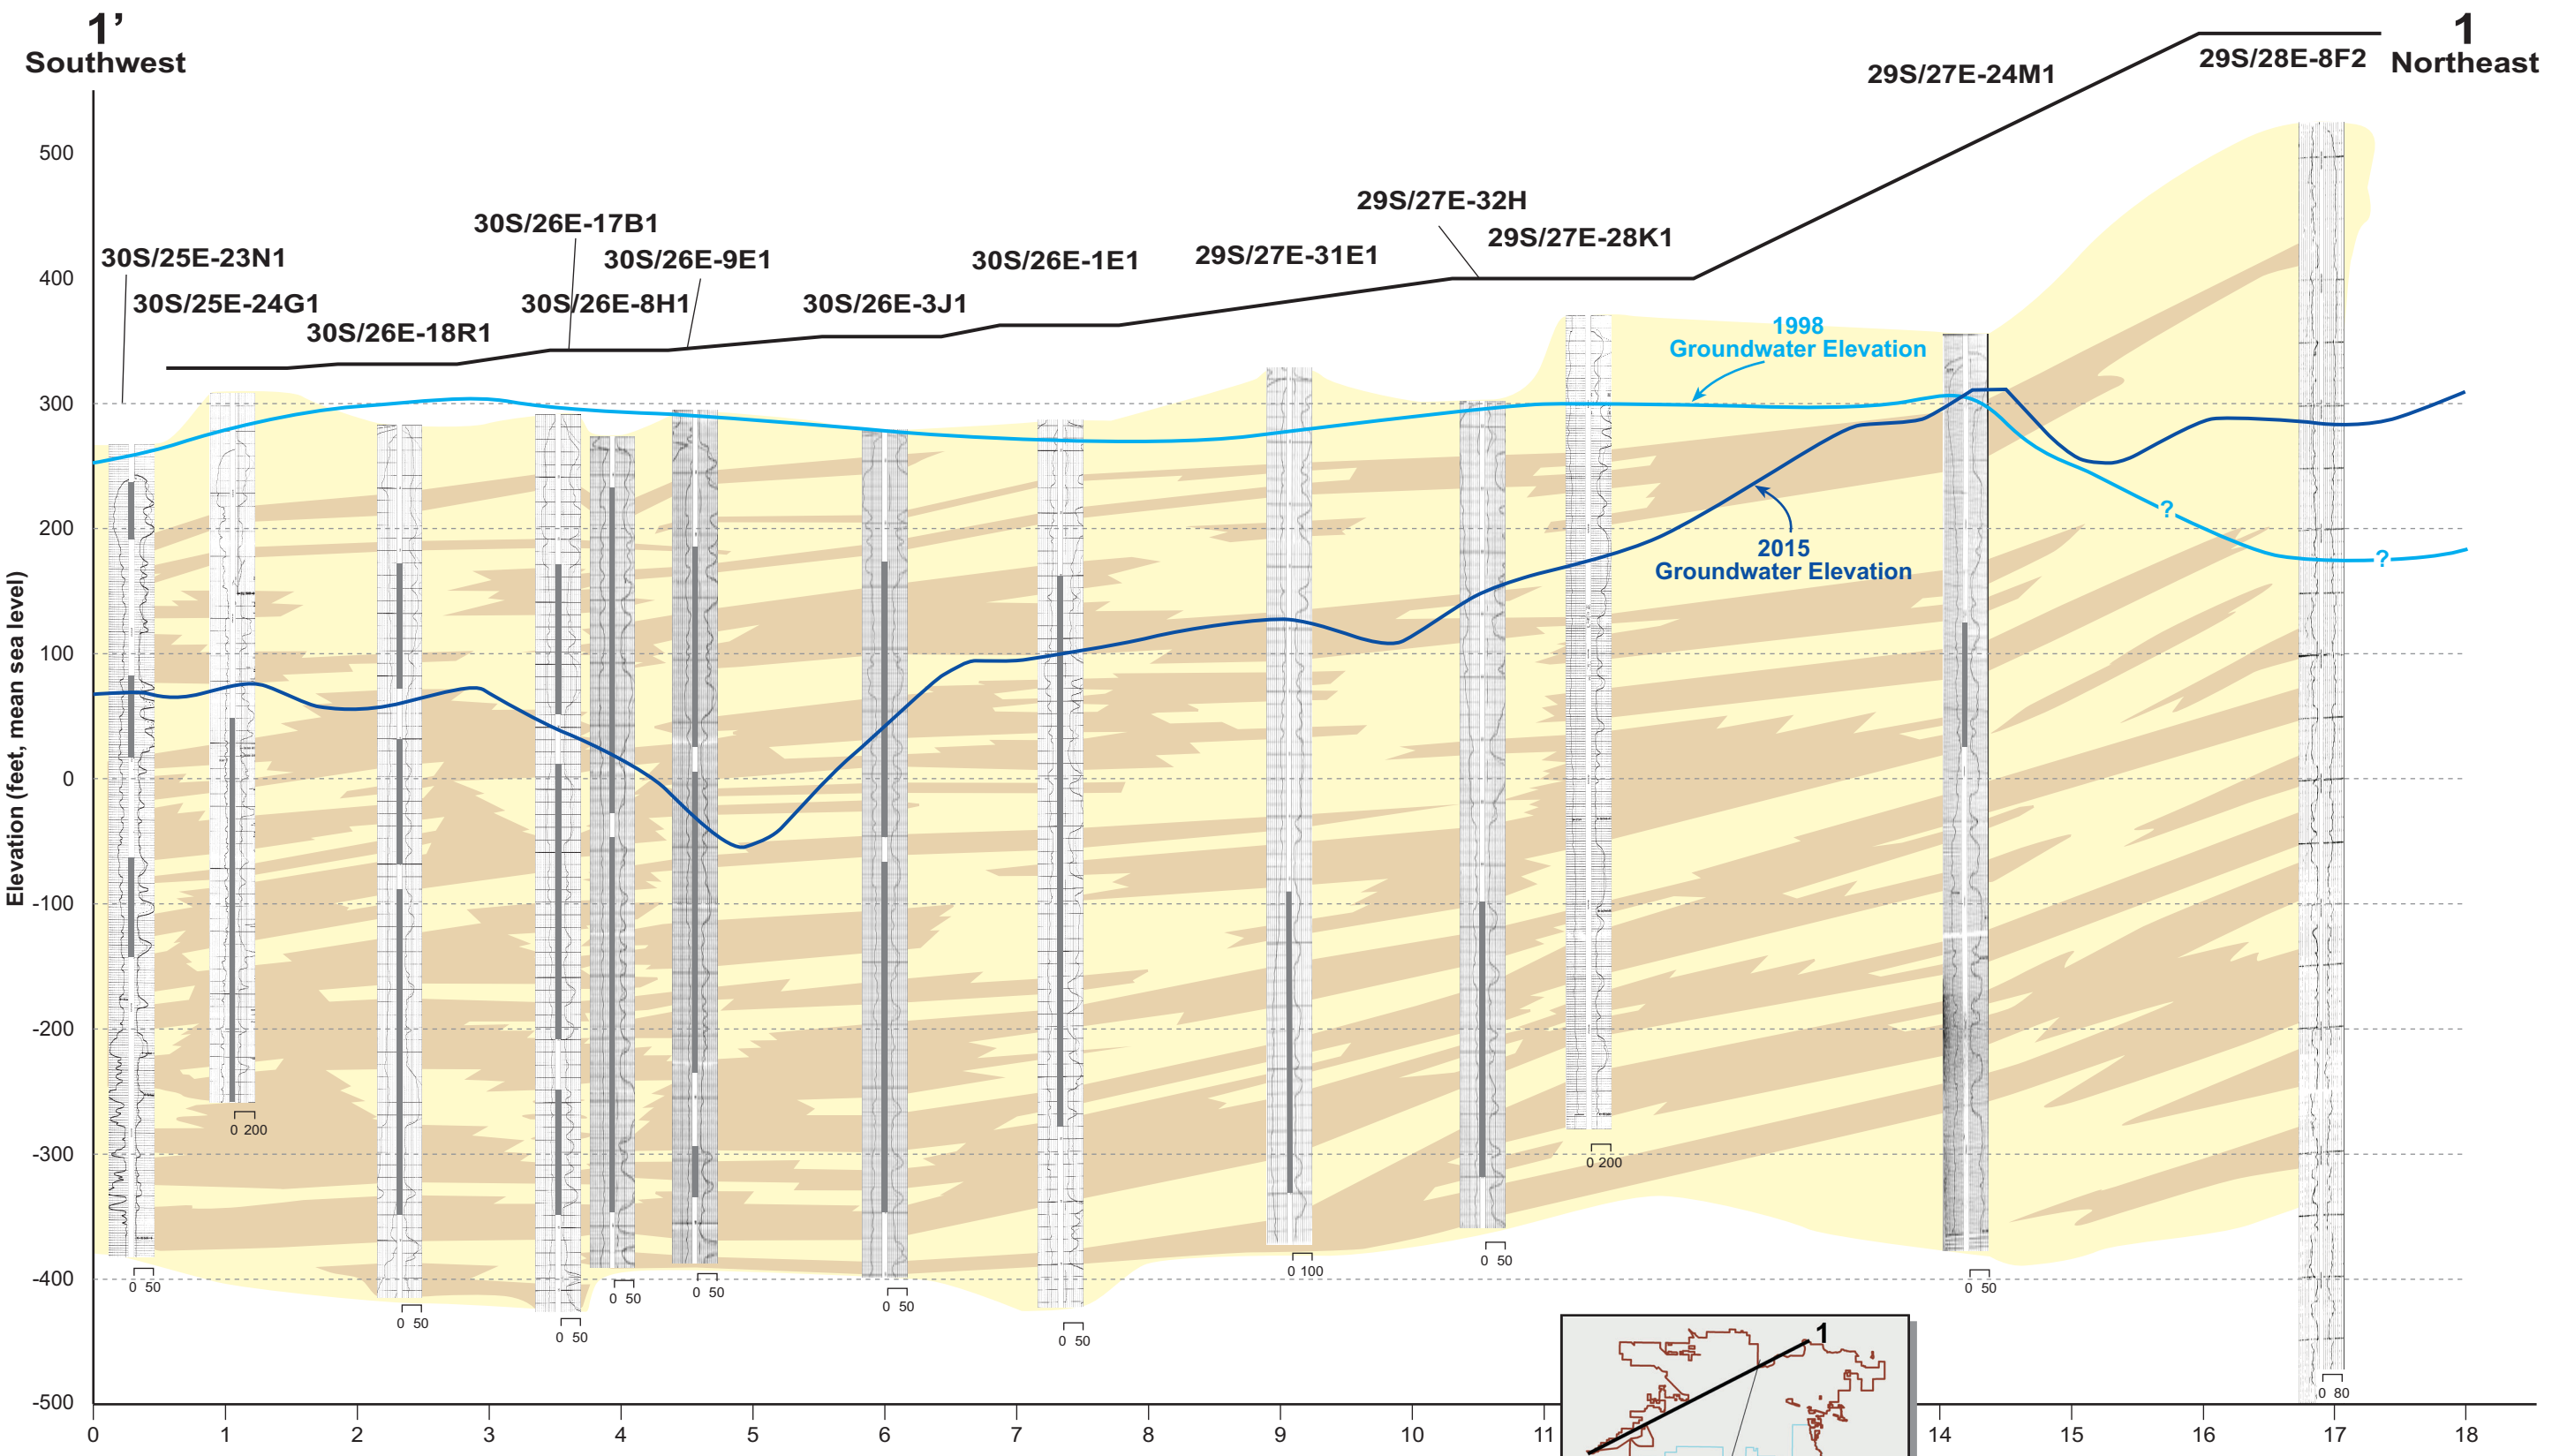 1’
Southwest
1
Northeast
29S/28E-8F2
29S/27E-24M1
29S/27E-32H
29S/27E-28K1
30S/26E-17B1
30S/25E-23N1
30S/26E-9E1
30S/26E-1E1
29S/27E-31E1
30S/25E-24G1
30S/26E-8H1
30S/26E-3J1
30S/26E-18R1
1998
Groundwater Elevation
2015
Groundwater Elevation
?
?
Elevation (feet, mean sea level)
500
400
300
200
100
0
-100
-200
-300
-400
-500
0 200
0 200
0 50
0 50
0 50
0 50
0 50
0 50
0 50
0 100
0 50
0 50
0 80
1
0
1
2
3
4
5
6
7
8
9
10
11
14
15
16
17
18